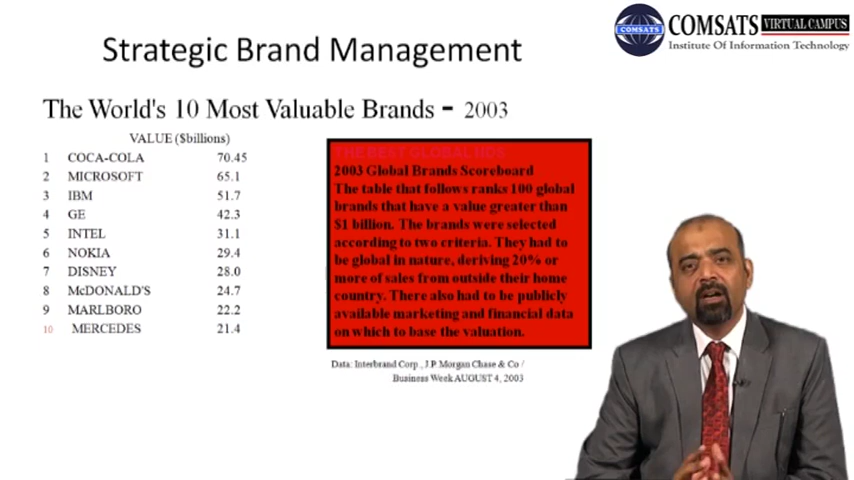 COMSATS
COMSATS VIRTUAL CAMPUS
Institute Of Information Technology
Strategic Brand Management
The World's 10 Most Valuable Brands - 2003
VALUE ($billions)
1 COCA-COLA 70.45
2 MICROSOFT 65.1
3 IBM 51.7
4 GE 42.3
5 INTEL 31.1
6 NOKIA 29.4
7 DISNEY 28.0
8 McDONALD'S 24.7
9 MARLBORO 22.2
10 MERCEDES 21.4
THE BEST GLOBAL
2003 Global Brands Scoreboard
The table that follows ranks 100 global
brands that have a value greater than
$1 billion. The brands were selected
according to two criteria. They had to
be global in nature, deriving 20% or
more of sales from outside their home
country. There also had to be publicly
available marketing and financial data
on which to base the valuation.
Data: Interbrand Corp., J.P. Morgan Chase & Co /
Business Week AUGUST 4, 2003